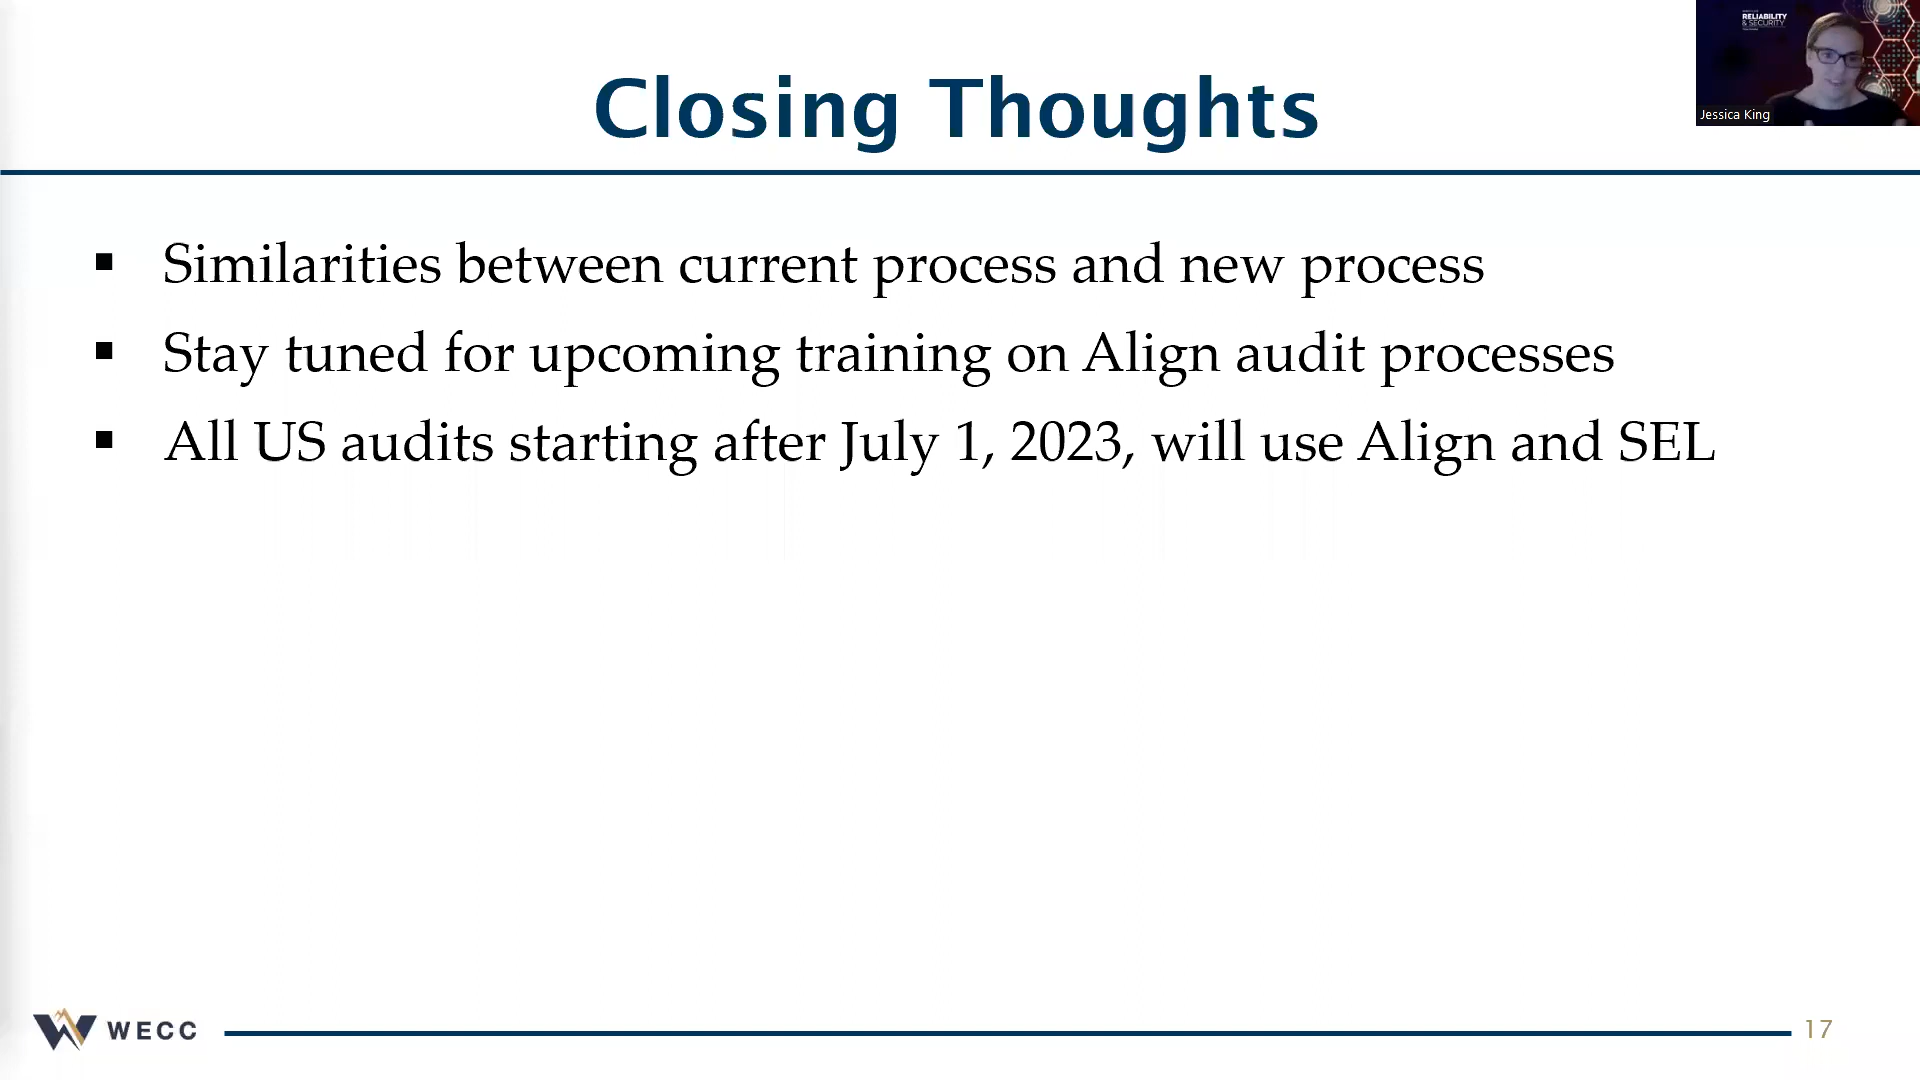 RELIABILITY
& SECURITY
Jessica King
Closing Thoughts
▪ Similarities between current process and new process
▪ Stay tuned for upcoming training on Align audit processes
▪ All US audits starting after July 1, 2023, will use Align and SEL
WECC
17